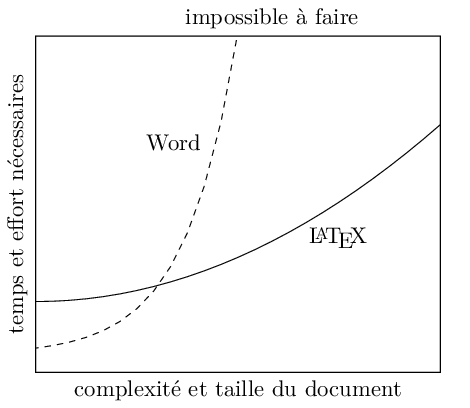 impossible à faire
temps et effort nécessaires
Word
LATEX
complexité et taille du document